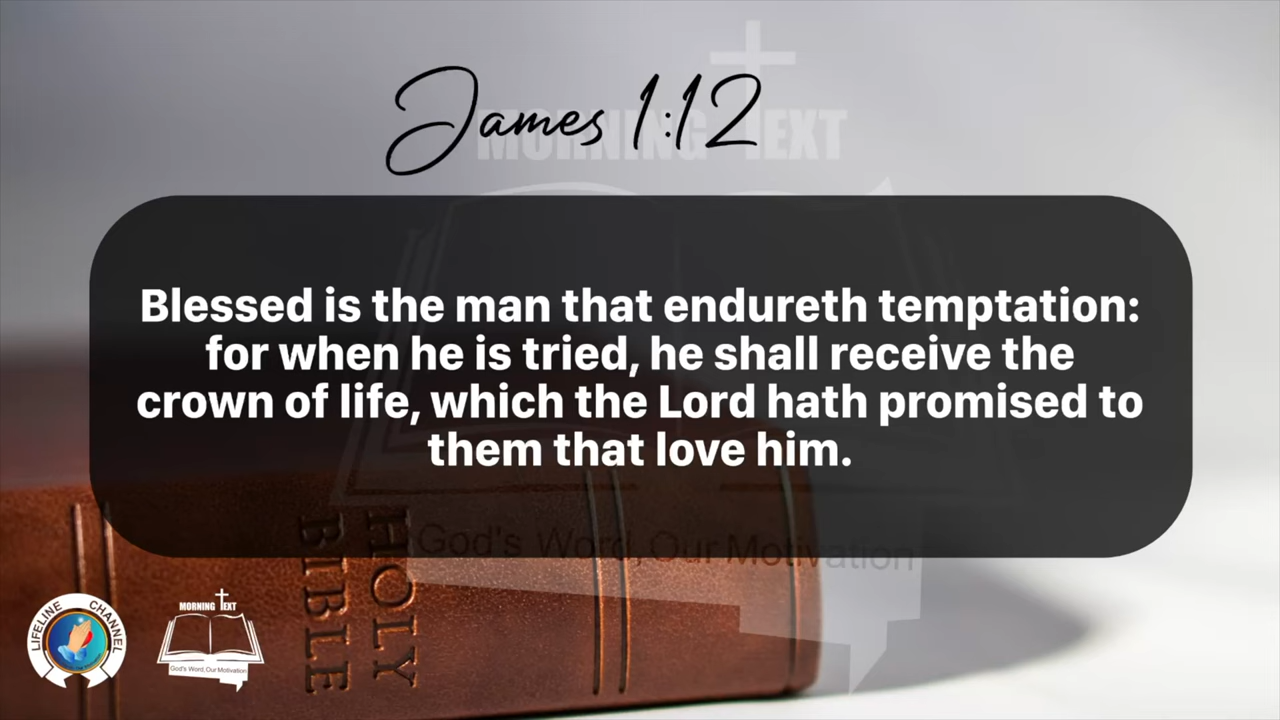 James 1:12
MORNING TEXT
Blessed is the man that endureth temptation:
for when he is tried, he shall receive the
crown of life, which the Lord hath promised to
them that love him.
God's Word, Our Motivation
HOLY
BIBLE
LIFELINE CHANNEL
MORNING TEXT
God's Word, Our Motivation